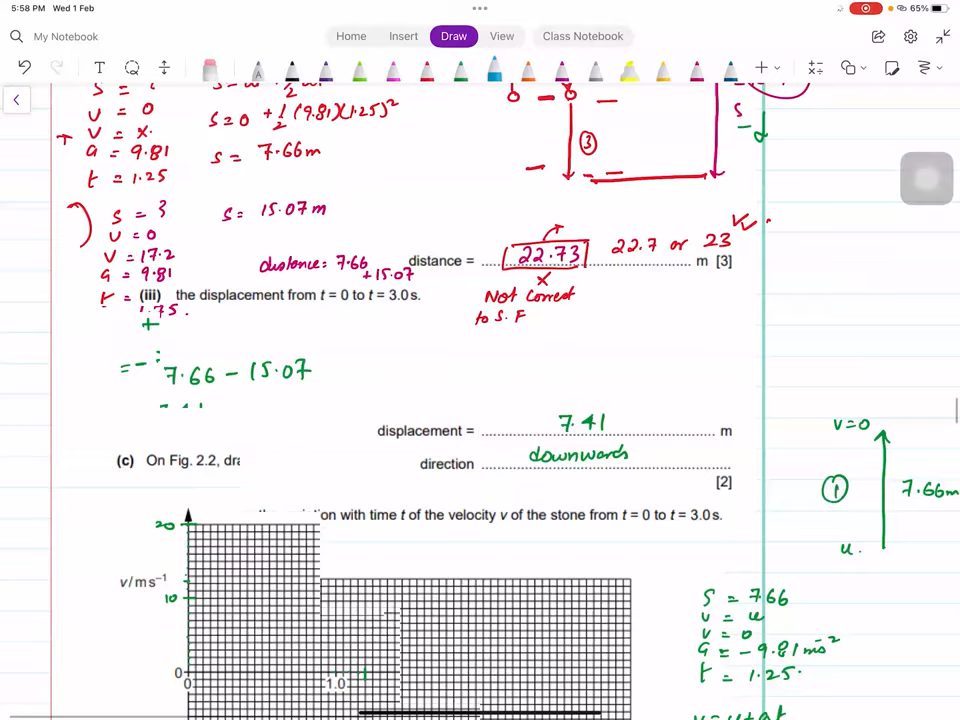 5:58 PM Wed 1 Feb
65%
My Notebook
Home Insert Draw View Class Notebook
u = 0
v = x.
a = 9.81
t = 1.25
s = 0 + 1/2 (9.81)(1.25)²
s = 7.66m
③
s
-d
u = 0
v = 17.2
a = 9.81
t =
1.75.
s = 15.07 m
distance: 7.66
+15.07
distance = 22.73 22.7 or 23 m [3]
x
Not Correct
to S.F
(iii) the displacement from t = 0 to t = 3.0 s.
+
= -
7.66 - 15.07
displacement = 7.41 m
direction downwards
[2]
(c) On Fig. 2.2, dra
with time t of the velocity v of the stone from t = 0 to t = 3.0 s.
20
v/m s⁻¹
10
0
0
1.0
v=0
①
7.66m
u.
s = 7.66
u = u
v = 0
a = -9.81 ms⁻²
t = 1.25.
v = u+at